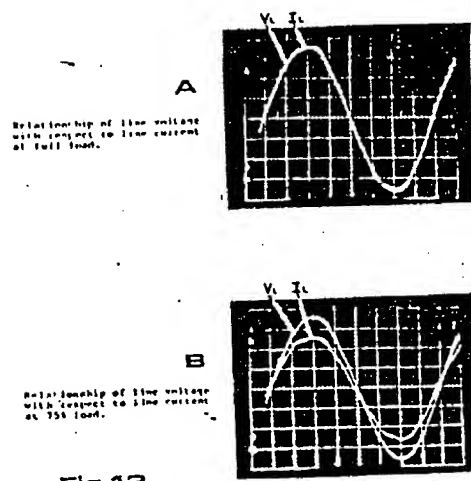 VL IL
A
Relationship of line voltage
with respect to line current
at full load.
VL IL
B
Relationship of line voltage
with respect to line current
at 75% load.